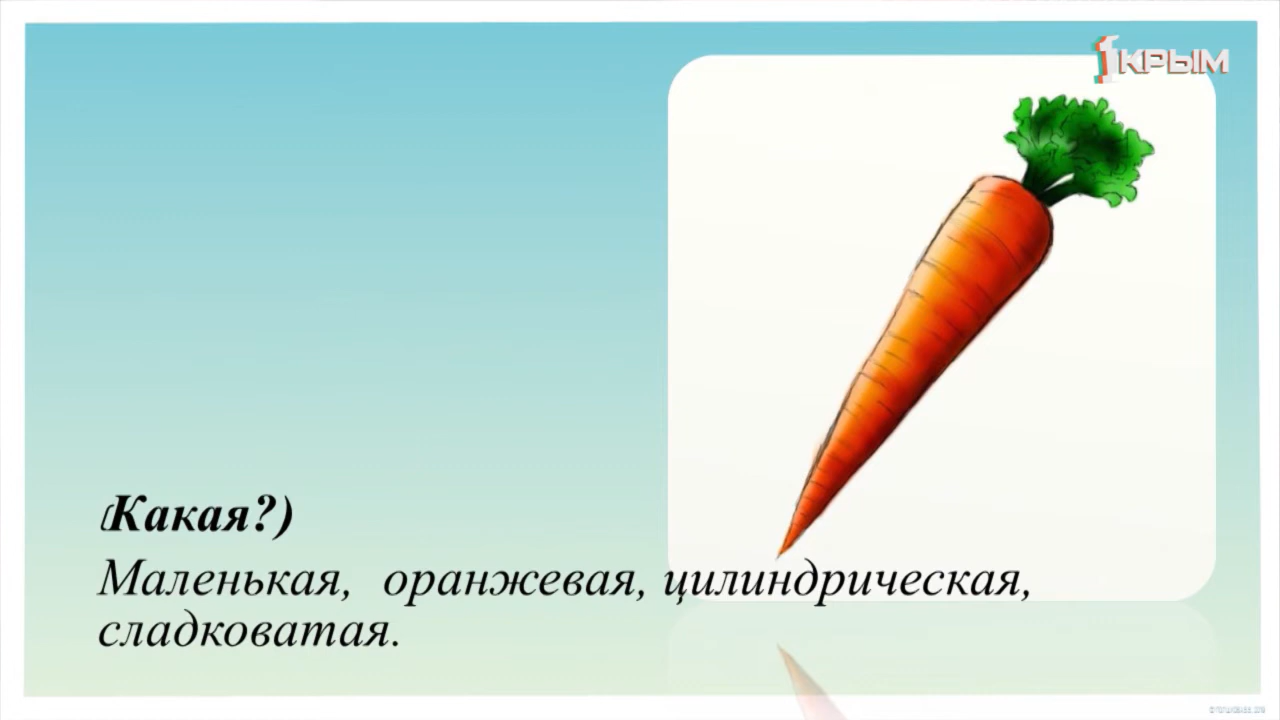 1КРЫМ
(Какая?)
Маленькая, оранжевая, цилиндрическая,
сладковатая.